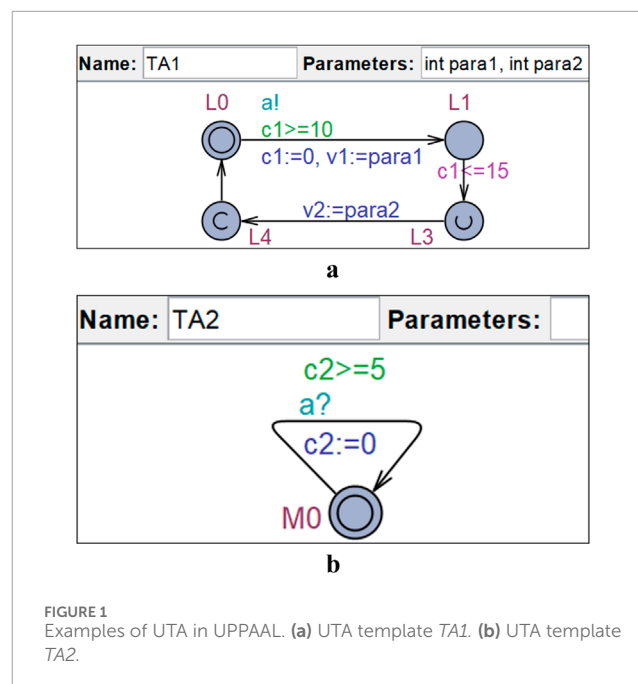 Name: TA1 Parameters: int para1, int para2
L0 a! L1
c1>=10
c1:=0, v1:=para1
c1<=15
v2:=para2
C
L4 L3
a
Name: TA2 Parameters:
c2>=5
a?
c2:=0
M0
b
FIGURE 1
Examples of UTA in UPPAAL. (a) UTA template TA1. (b) UTA template
TA2.